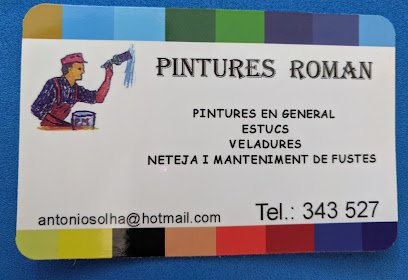 PINTURES ROMAN
PINTURES EN GENERAL
ESTUCS
VELADURES
NETEJA I MANTENIMENT DE FUSTES
antoniosolha@hotmail.com
Tel.: 343 527